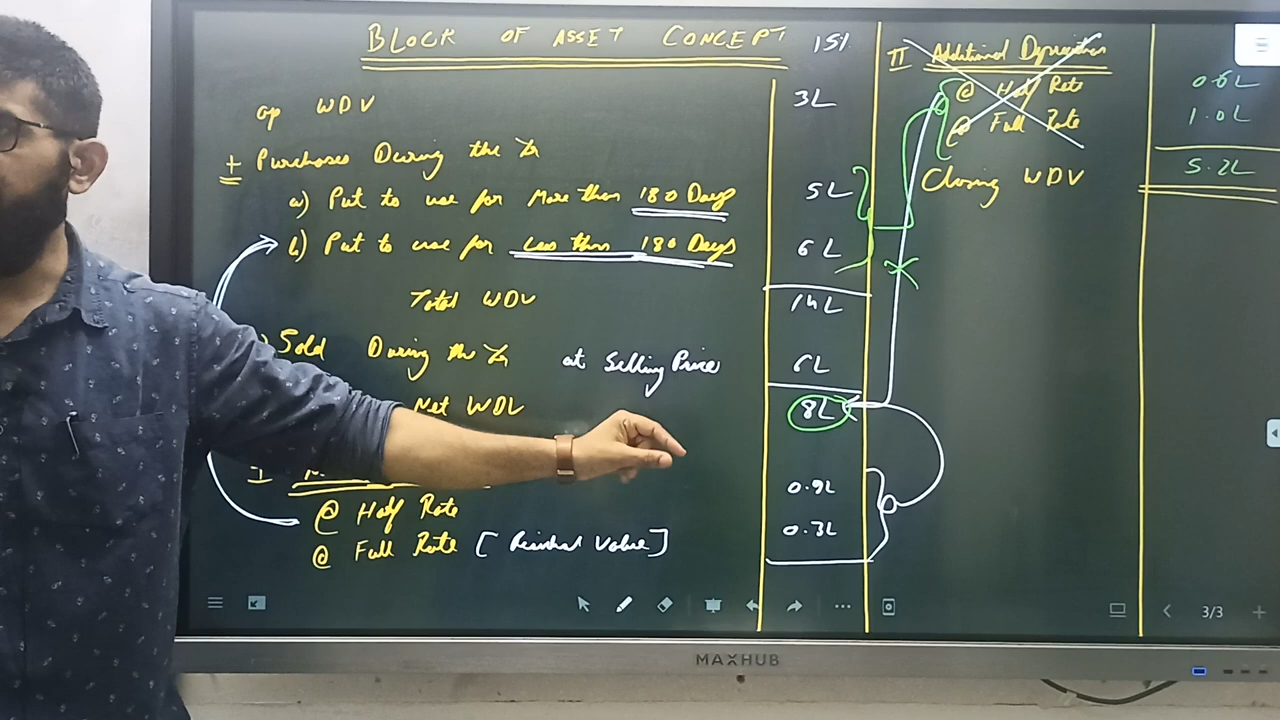 BLOCK OF ASSET CONCEPT 15%
op WDV 3L
+ Purchases During the Yr
a) Put to use for More than 180 Days 5L
b) Put to use for Less than 180 Days 6L
Total WDV 14L
Sold During the Yr at Selling Price 6L
Net WDV 8L
I
@ Half Rate 0.9L
@ Full Rate [Residual Value] 0.3L
II Additional Depreciation
@ Half Rate 0.6L
@ Full Rate 1.0L
Closing WDV 5.2L
3/3
MAXHUB